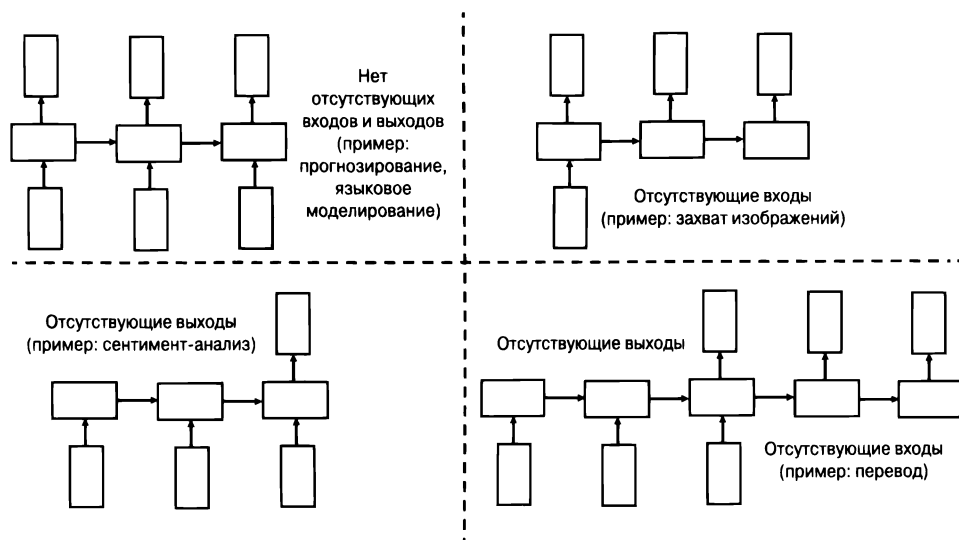 Нет
отсутствующих
входов и выходов
(пример:
прогнозирование,
языковое
моделирование)
Отсутствующие входы
(пример: захват изображений)
Отсутствующие выходы
(пример: сентимент-анализ)
Отсутствующие выходы
Отсутствующие входы
(пример: перевод)